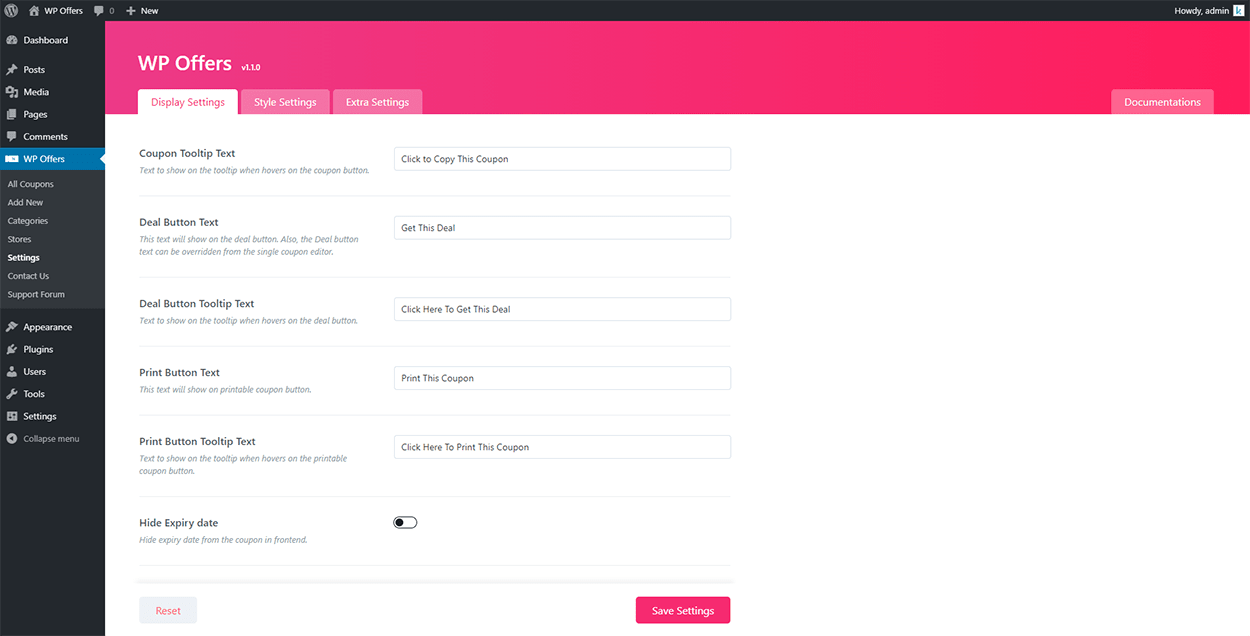 WP Offers 0 New Howdy, admin
Dashboard
Posts
Media
Pages
Comments
WP Offers
All Coupons
Add New
Categories
Stores
Settings
Contact Us
Support Forum
Appearance
Plugins
Users
Tools
Settings
Collapse menu
WP Offers v1.1.0
Display Settings Style Settings Extra Settings Documentations
Coupon Tooltip Text
Text to show on the tooltip when hovers on the coupon button.
Click to Copy This Coupon
Deal Button Text
This text will show on the deal button. Also, the Deal button
text can be overridden from the single coupon editor.
Get This Deal
Deal Button Tooltip Text
Text to show on the tooltip when hovers on the deal button.
Click Here To Get This Deal
Print Button Text
This text will show on printable coupon button.
Print This Coupon
Print Button Tooltip Text
Text to show on the tooltip when hovers on the printable
coupon button.
Click Here To Print This Coupon
Hide Expiry date
Hide expiry date from the coupon in frontend.
Reset Save Settings